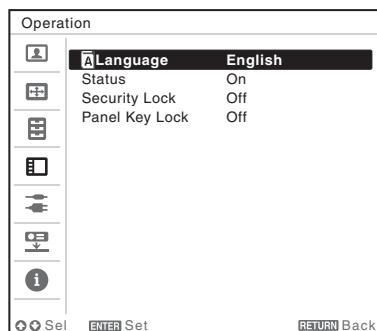 Operation
A Language English
Status On
Security Lock Off
Panel Key Lock Off
Sel ENTER Set RETURN Back